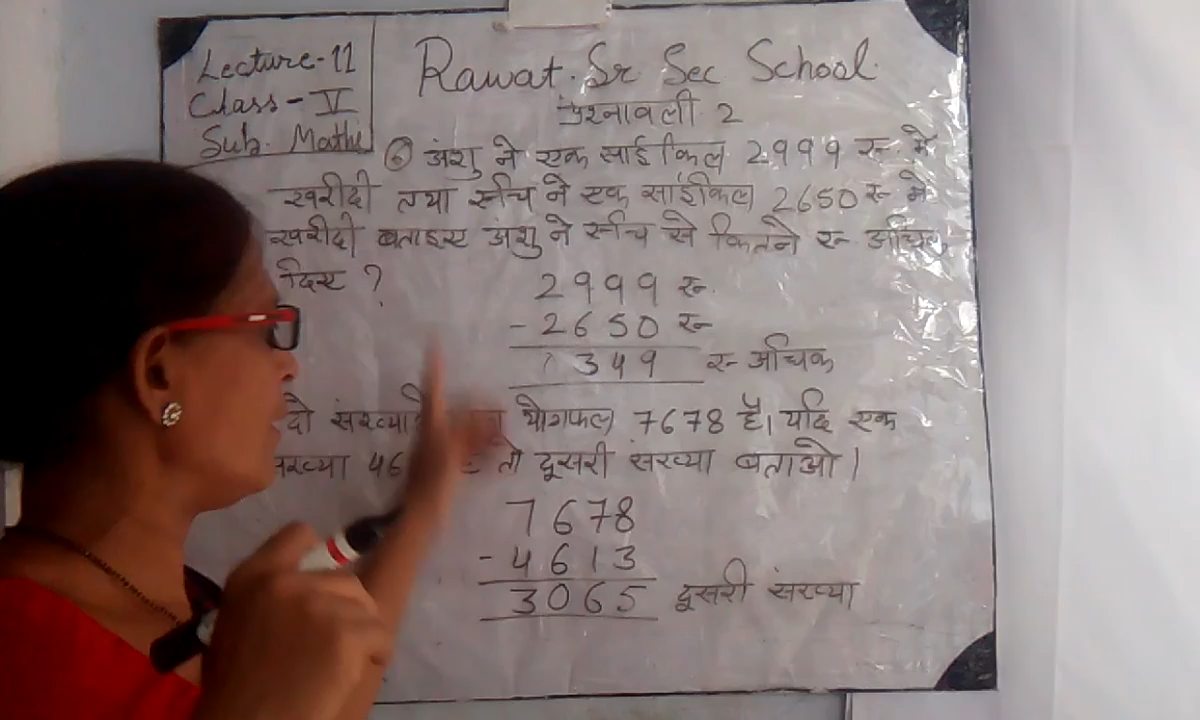 Lecture-11
Class-V
Sub. Maths
Rawat. Sr. Sec School.
प्रश्नावली 2
⑥ अंशु ने एक साईकिल 2999 रु में
खरीदी तथा रूचि ने एक साईकिल 2650 रु में
खरीदी बताइए अंशु ने रूचि से कितने रु अधिक
दिए ?
2999 रु.
- 2650 रु
349 रु अधिक
दो योगफल 7678 है। यदि एक
46 तो दूसरी संख्या बताओ।
7678
- 4613
3065 दूसरी संख्या